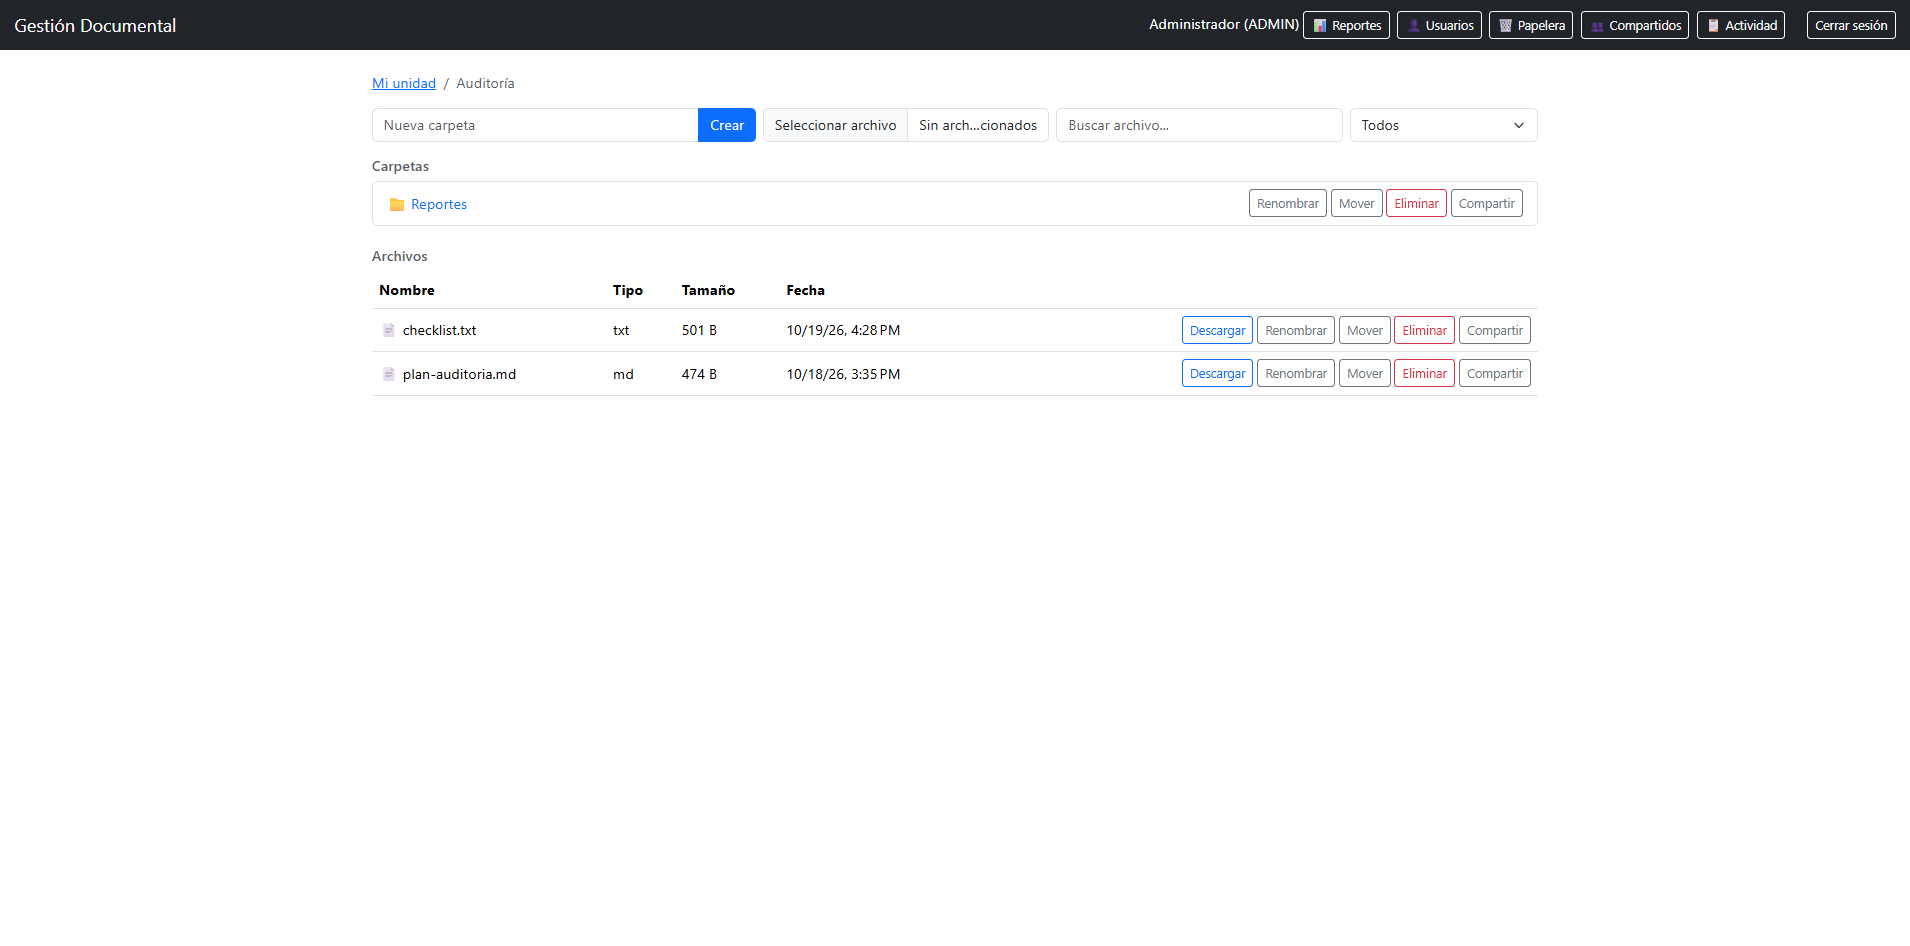 Gestión Documental Administrador (ADMIN) Reportes Usuarios Papelera Compartidos Actividad Cerrar sesión
Mi unidad / Auditoría
Nueva carpeta Crear Seleccionar archivo Sin arch...cionados Buscar archivo... Todos
Carpetas
Reportes Renombrar Mover Eliminar Compartir
Archivos
Nombre Tipo Tamaño Fecha
checklist.txt txt 501 B 10/19/26, 4:28 PM Descargar Renombrar Mover Eliminar Compartir
plan-auditoria.md md 474 B 10/18/26, 3:35 PM Descargar Renombrar Mover Eliminar Compartir